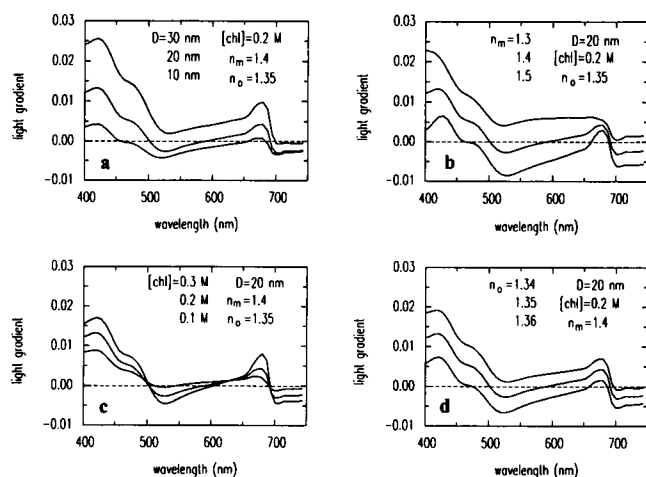 0.03
0.02
0.01
0.00
-0.01
light gradient
D=30 nm [chl]=0.2 M
20 nm n_m=1.4
10 nm n_o=1.35
a
400 500 600 700
wavelength (nm)
0.03
0.02
0.01
0.00
-0.01
light gradient
n_m=1.3 D=20 nm
1.4 [chl]=0.2 M
1.5 n_o=1.35
b
400 500 600 700
wavelength (nm)
0.03
0.02
0.01
0.00
-0.01
light gradient
[chl]=0.3 M D=20 nm
0.2 M n_m=1.4
0.1 M n_o=1.35
c
400 500 600 700
wavelength (nm)
0.03
0.02
0.01
0.00
-0.01
light gradient
n_o=1.34 D=20 nm
1.35 [chl]=0.2 M
1.36 n_m=1.4
d
400 500 600 700
wavelength (nm)